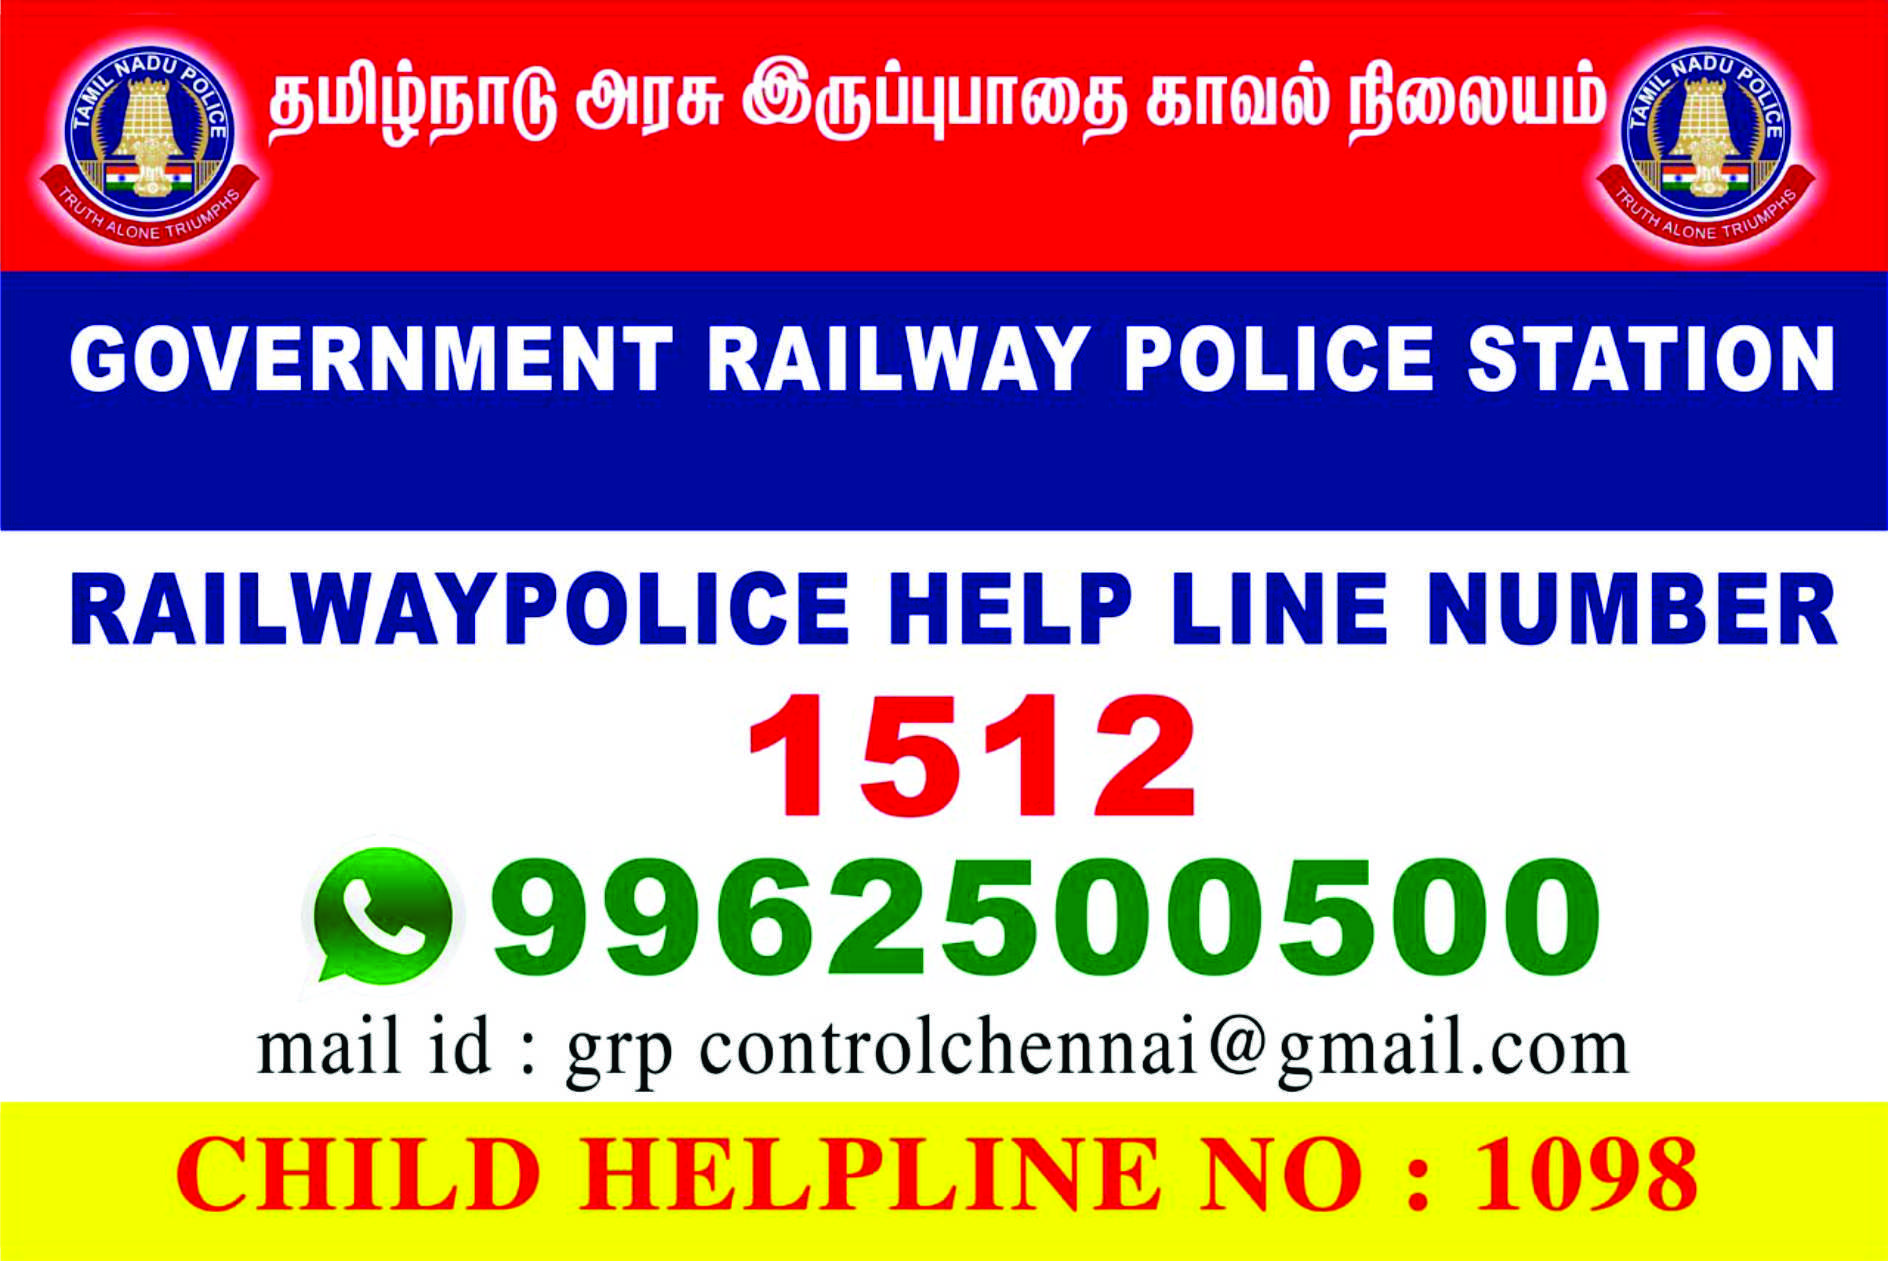 TAMIL NADU POLICE
TRUTH ALONE TRIUMPHS
தமிழ்நாடு அரசு இருப்புபாதை காவல் நிலையம்
TAMIL NADU POLICE
TRUTH ALONE TRIUMPHS
GOVERNMENT RAILWAY POLICE STATION
RAILWAYPOLICE HELP LINE NUMBER
1512
9962500500
mail id : grp controlchennai@gmail.com
CHILD HELPLINE NO : 1098